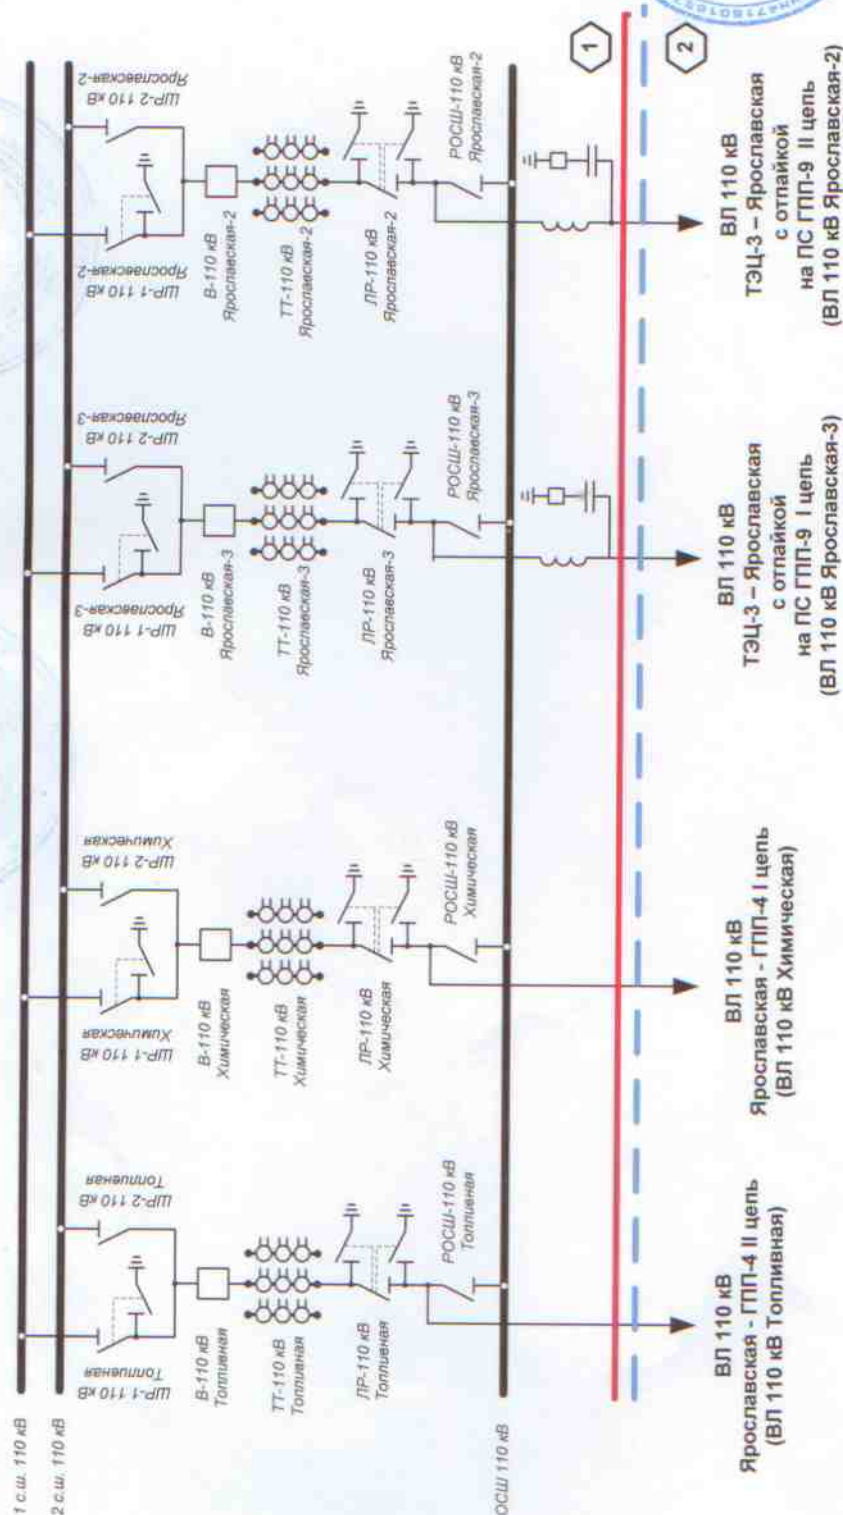 1 с.ш. 110 кВ
2 с.ш. 110 кВ
ОСШ 110 кВ
ШР-1 110 кВ
Топливная
ШР-2 110 кВ
Топливная
В-110 кВ
Топливная
ТТ-110 кВ
Топливная
ЛР-110 кВ
Топливная
РОСШ-110 кВ
Топливная
ВЛ 110 кВ
Ярославская - ГПП-4 II цепь
(ВЛ 110 кВ Топливная)
ШР-1 110 кВ
Химическая
ШР-2 110 кВ
Химическая
В-110 кВ
Химическая
ТТ-110 кВ
Химическая
ЛР-110 кВ
Химическая
РОСШ-110 кВ
Химическая
ВЛ 110 кВ
Ярославская - ГПП-4 I цепь
(ВЛ 110 кВ Химическая)
ШР-1 110 кВ
Ярославская-3
ШР-2 110 кВ
Ярославская-3
В-110 кВ
Ярославская-3
ТТ-110 кВ
Ярославская-3
ЛР-110 кВ
Ярославская-3
РОСШ-110 кВ
Ярославская-3
ВЛ 110 кВ
ТЭЦ-3 – Ярославская
с отпайкой
на ПС ГПП-9 I цепь
(ВЛ 110 кВ Ярославская-3)
ШР-1 110 кВ
Ярославская-2
ШР-2 110 кВ
Ярославская-2
В-110 кВ
Ярославская-2
ТТ-110 кВ
Ярославская-2
ЛР-110 кВ
Ярославская-2
РОСШ-110 кВ
Ярославская-2
ВЛ 110 кВ
ТЭЦ-3 – Ярославская
с отпайкой
на ПС ГПП-9 II цепь
(ВЛ 110 кВ Ярославская-2)
1
2